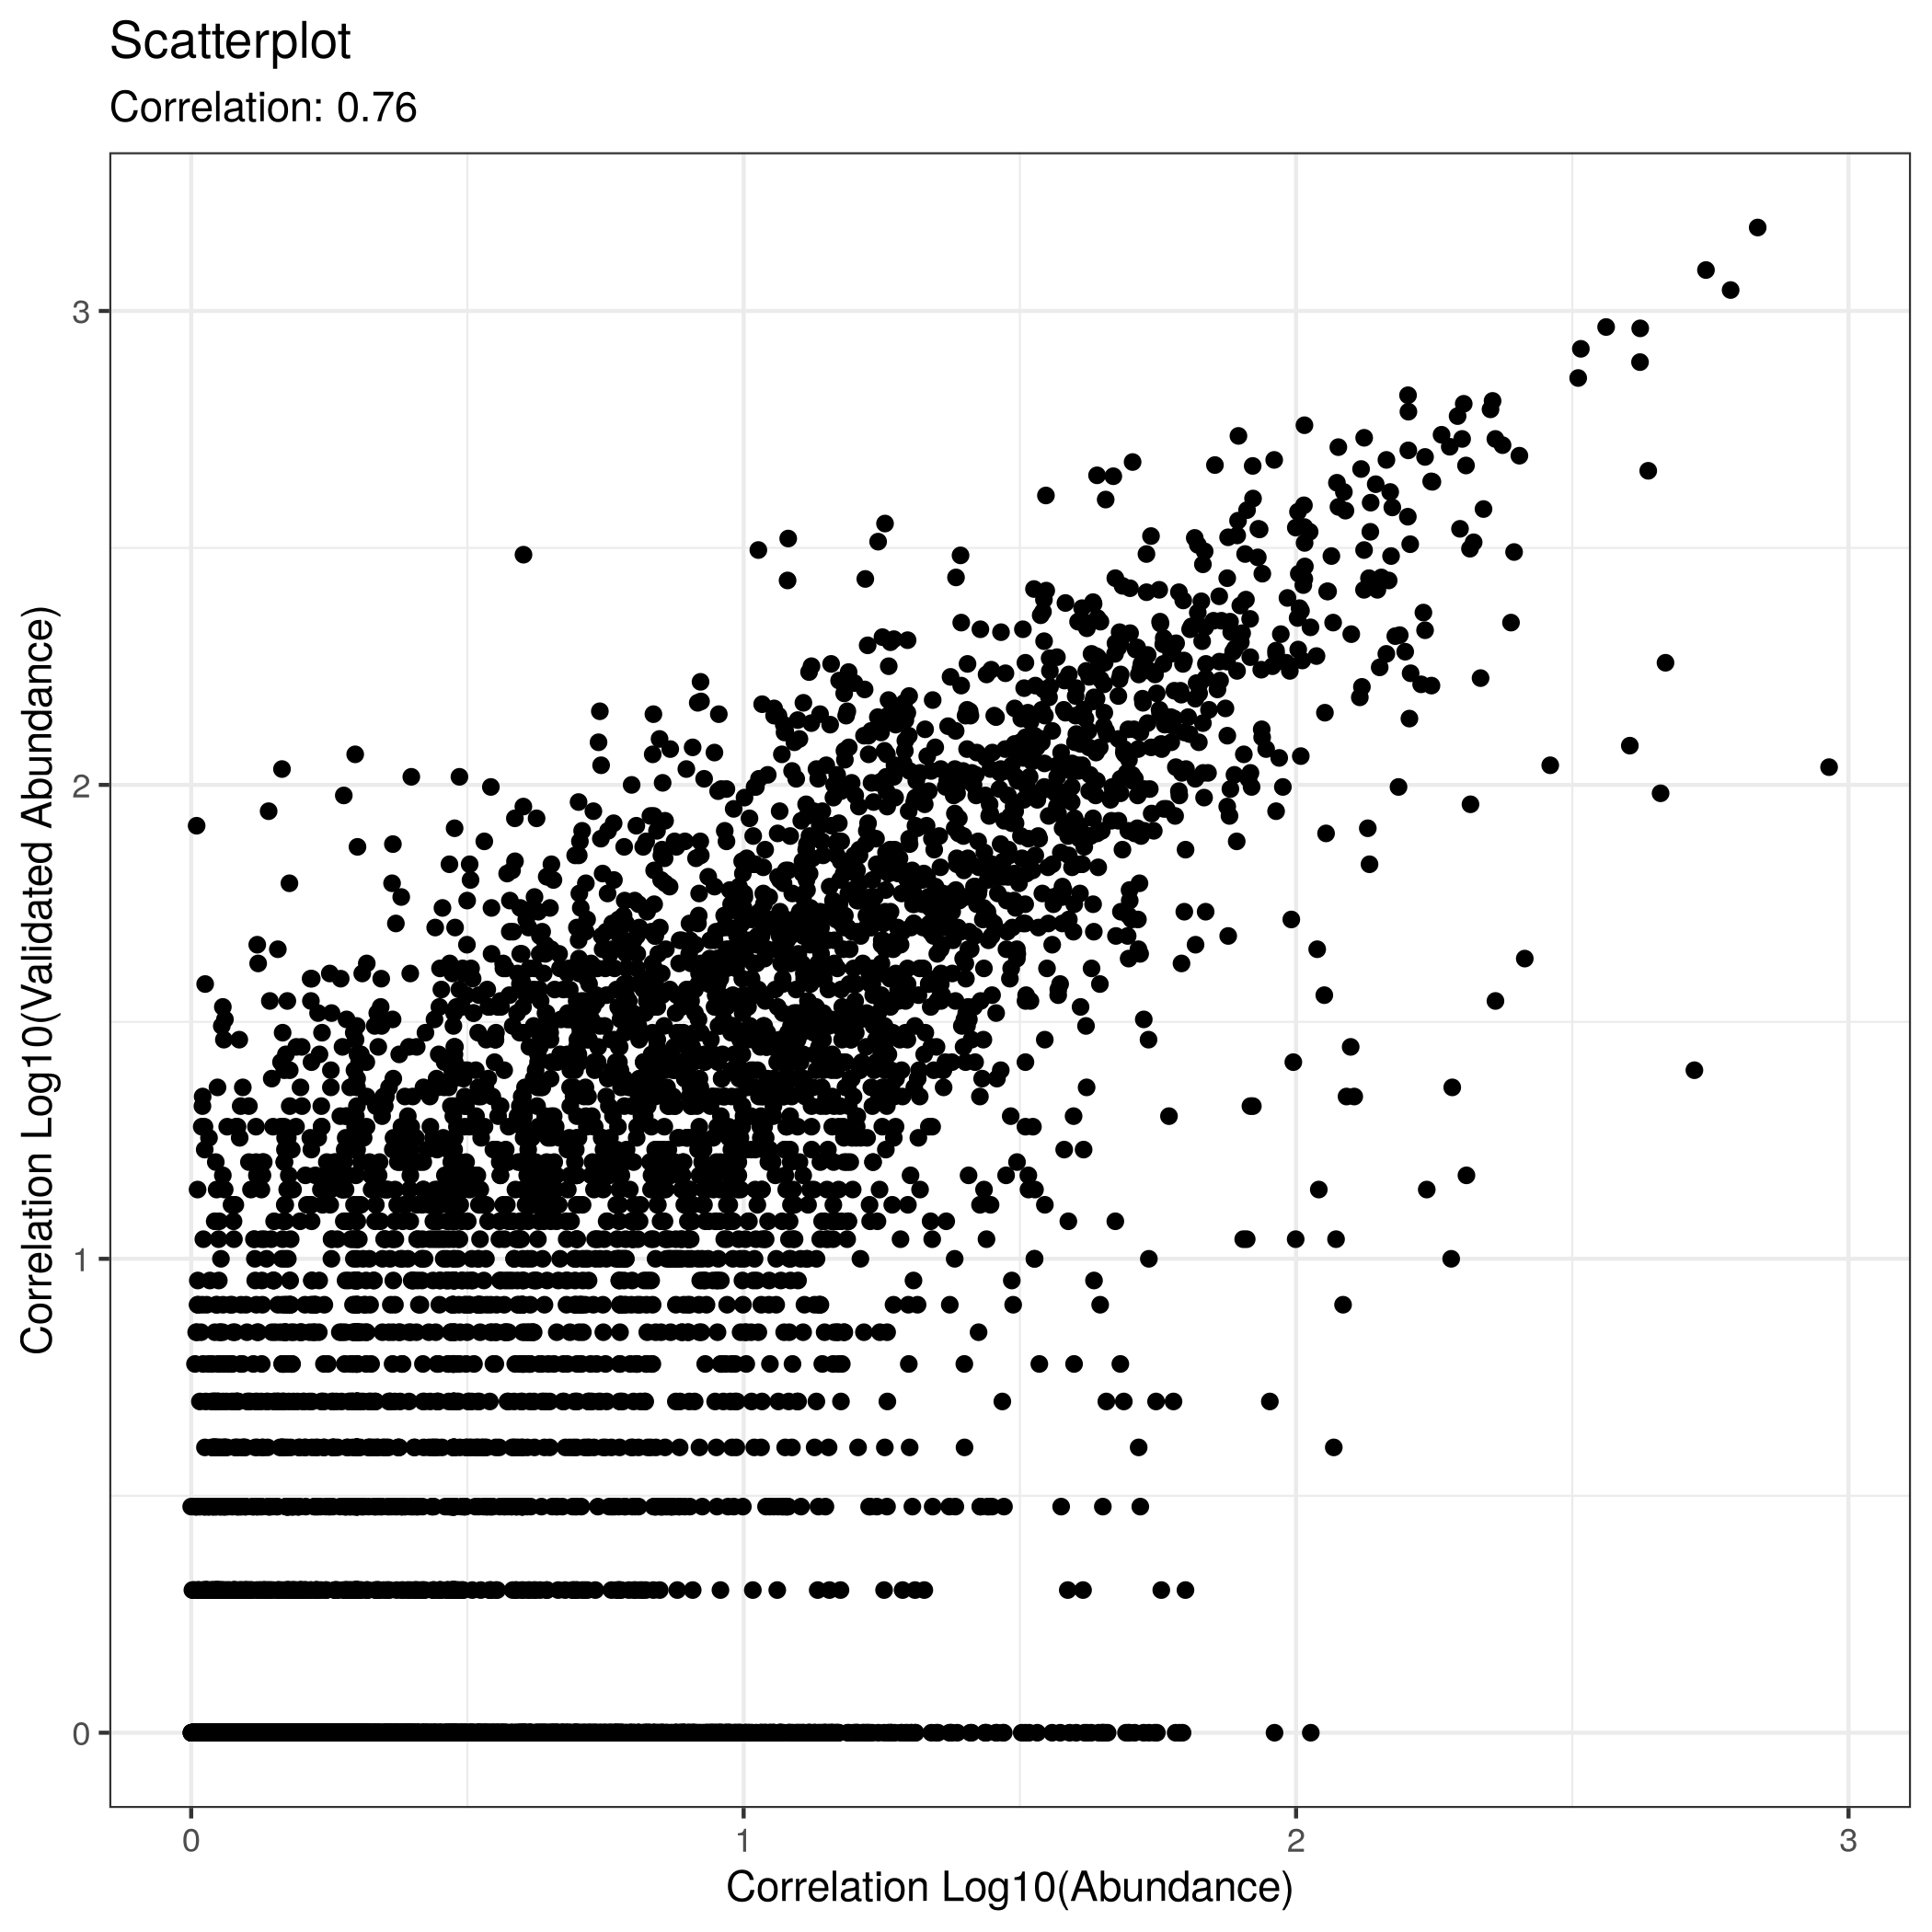 Scatterplot
Correlation: 0.76
Correlation Log10(Validated Abundance)
3
2
1
0
0 1 2 3
Correlation Log10(Abundance)